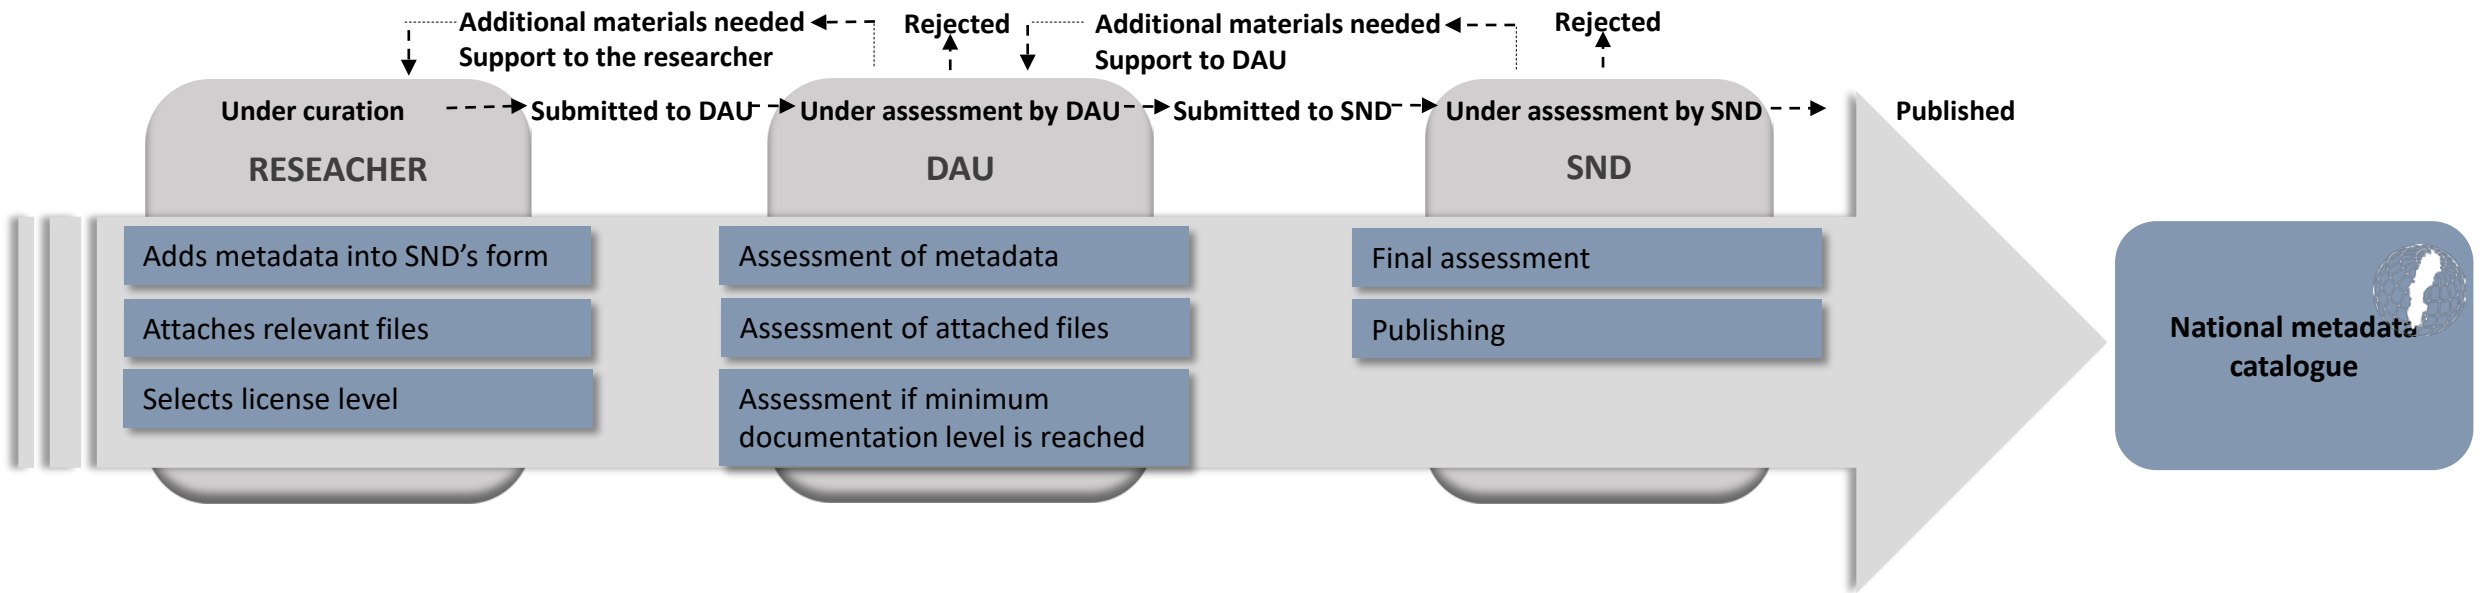 Additional materials needed
Support to the researcher
Rejected
Additional materials needed
Support to DAU
Rejected
Under curation
Submitted to DAU
Under assessment by DAU
Submitted to SND
Under assessment by SND
Published
RESEACHER
DAU
SND
Adds metadata into SND’s form
Attaches relevant files
Selects license level
Assessment of metadata
Assessment of attached files
Assessment if minimum
documentation level is reached
Final assessment
Publishing
National metadata
catalogue